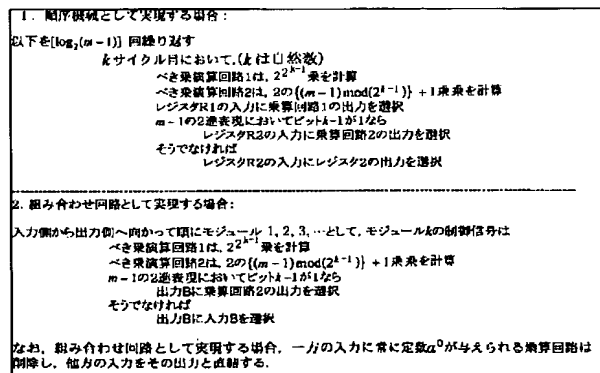 1. 順序機械として実現する場合:
以下を[log₂(m-1)] 回繰り返す
kサイクル目において,(kは自然数)
べき乗演算回路1は, 2^{2^{k-1}}乗を計算
べき乗演算回路2は, 2の{(m-1)mod(2^{k-1})}+1乗乗を計算
レジスタR1の入力に乗算回路1の出力を選択
m-1の2進表現においてビットk-1が1なら
レジスタR2の入力に乗算回路2の出力を選択
そうでなければ
レジスタR2の入力にレジスタ2の出力を選択
2. 組み合わせ回路として実現する場合:
入力側から出力側へ向かって順にモジュール 1, 2, 3, …として, モジュールkの制御信号は
べき乗演算回路1は, 2^{2^{k-1}}乗を計算
べき乗演算回路2は, 2の{(m-1)mod(2^{k-1})}+1乗乗を計算
m-1の2進表現においてビットk-1が1なら
出力Bに乗算回路2の出力を選択
そうでなければ
出力Bに入力Bを選択
なお, 組み合わせ回路として実現する場合, 一方の入力に常に定数a⁰が与えられる乗算回路は
削除し, 他方の入力をその出力と直結する.